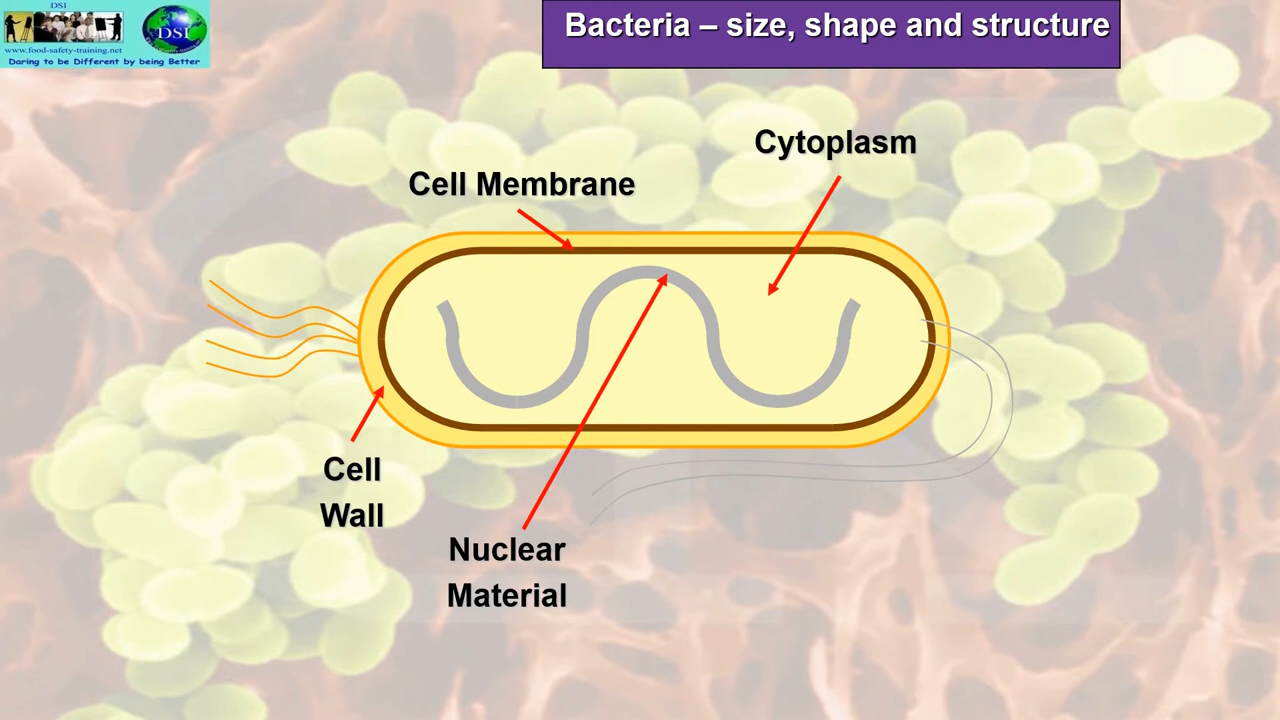 DSI
DSI
www.food-safety-training.net
Daring to be Different by being Better
Bacteria – size, shape and structure
Cytoplasm
Cell Membrane
Cell
Wall
Nuclear
Material